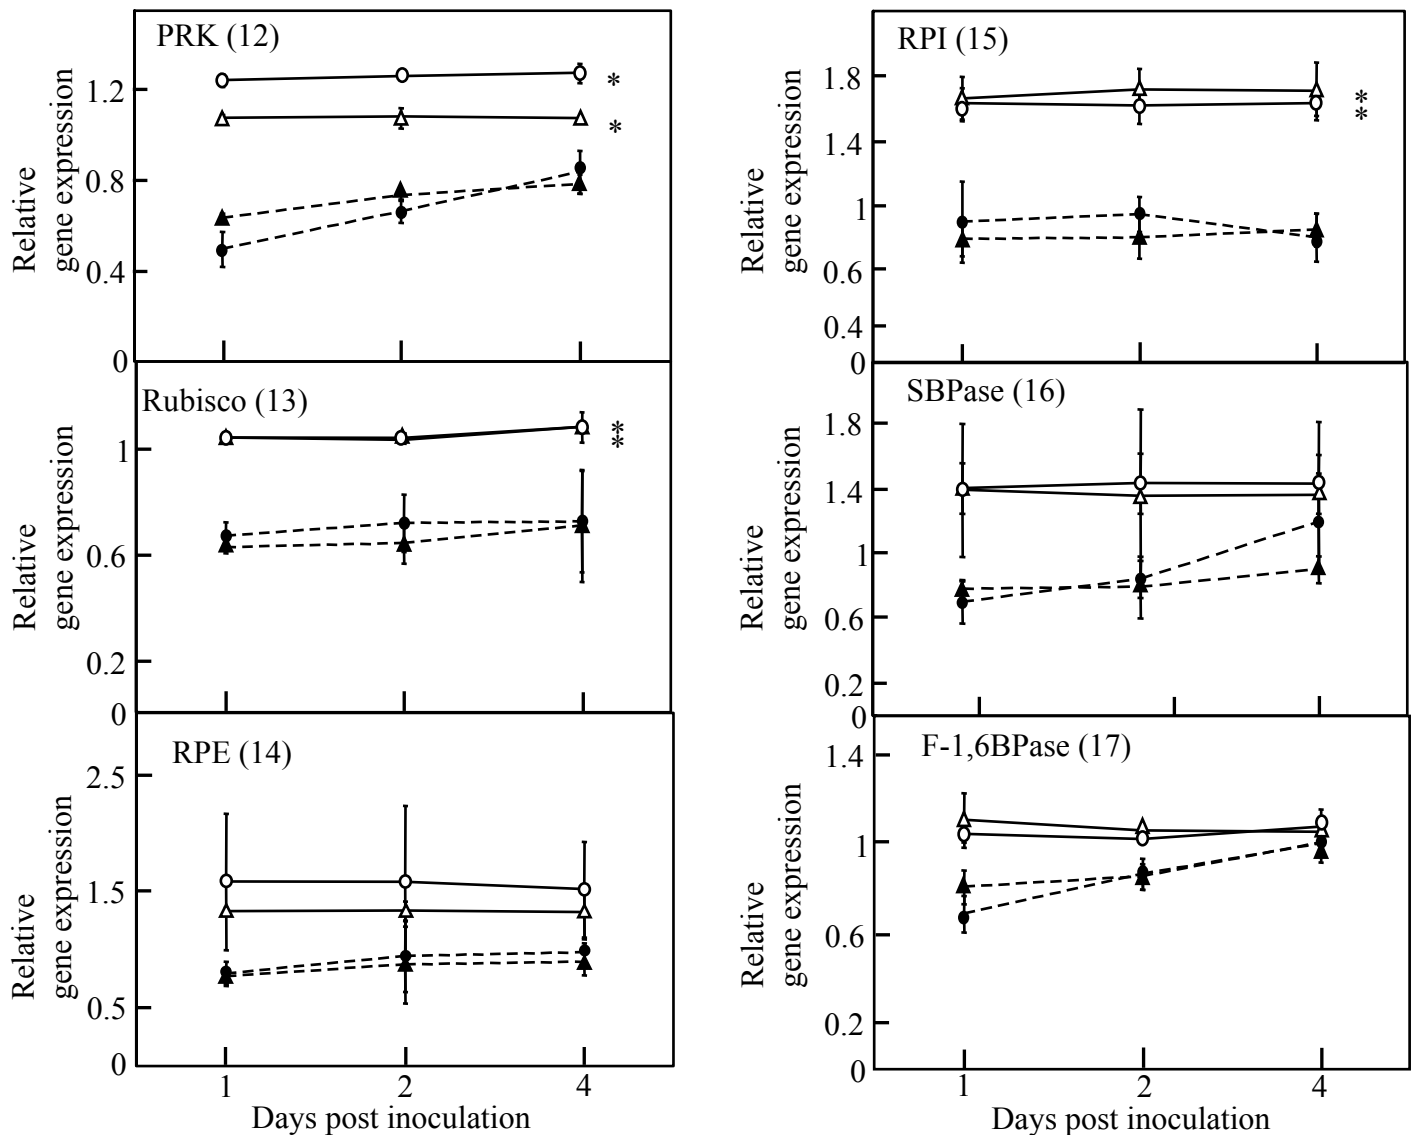 PRK (12)
1.2
0.8
0.4
0
*
*
Relative
gene expression
Rubisco (13)
1
0.6
0.2
0
*
*
Relative
gene expression
RPE (14)
2.5
1.5
0.5
0
Relative
gene expression
1 2 4
Days post inoculation
RPI (15)
1.8
1.4
1
0.6
0.4
0
*
*
Relative
gene expression
SBPase (16)
1.8
1.4
1
0.6
0.2
0
Relative
gene expression
F-1,6BPase (17)
1.4
1
0.6
0.2
0
Relative
gene expression
1 2 4
Days post inoculation